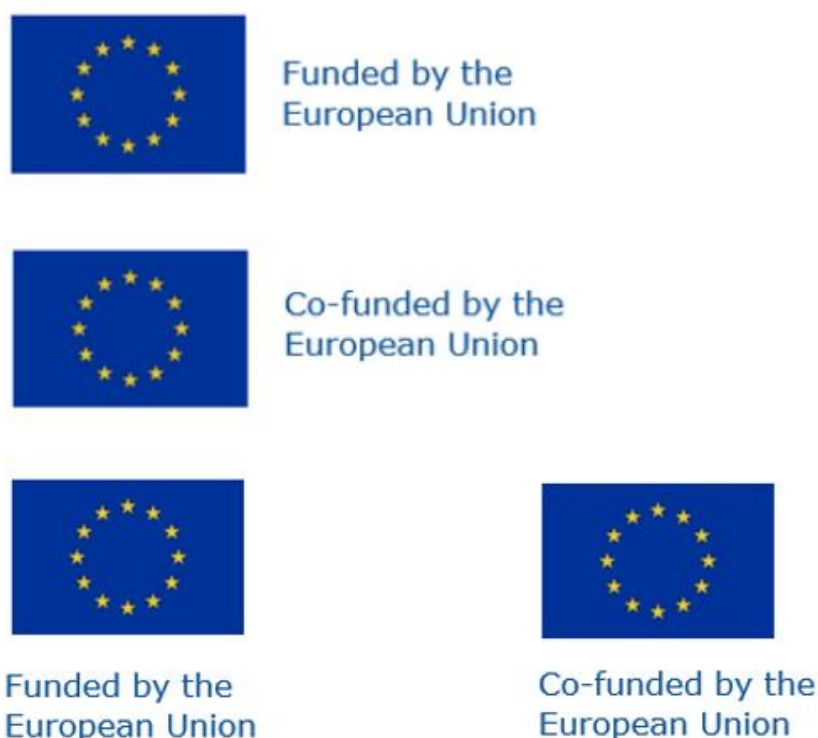 Funded by the
European Union
Co-funded by the
European Union
Funded by the
European Union
Co-funded by the
European Union